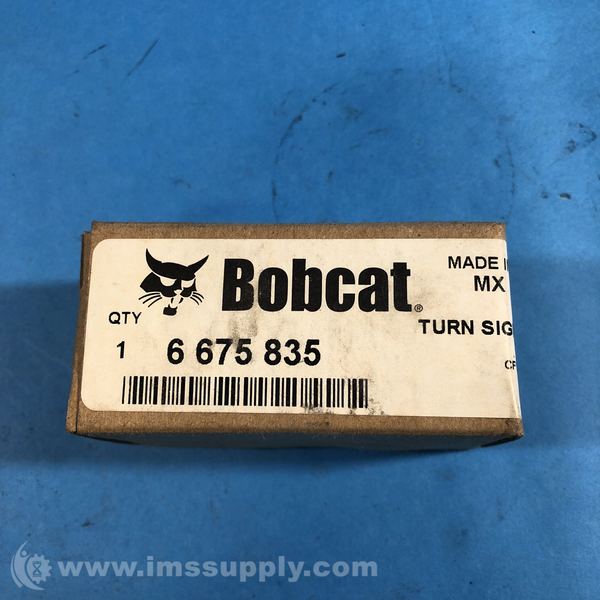 Bobcat®
MADE I
MX
QTY
TURN SIG
1 6 675 835
www.imssupply.com